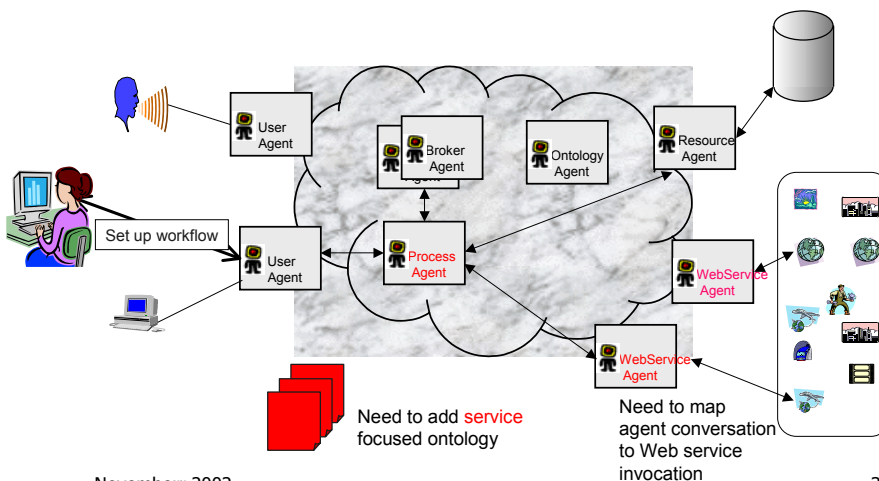 User
Agent
Broker
Agent
Ontology
Agent
Resource
Agent
Set up workflow
User
Agent
Process
Agent
WebService
Agent
WebService
Agent
Need to add service
focused ontology
Need to map
agent conversation
to Web service
invocation
2